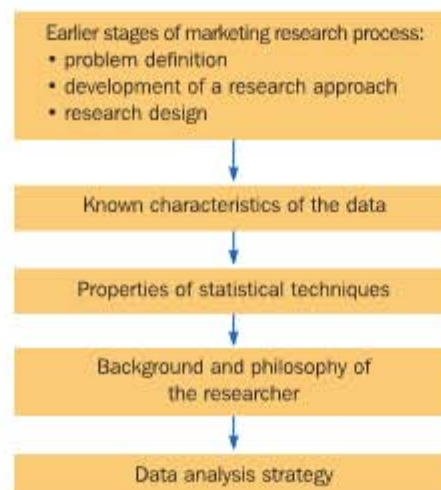 Earlier stages of marketing research process:
• problem definition
• development of a research approach
• research design
Known characteristics of the data
Properties of statistical techniques
Background and philosophy of
the researcher
Data analysis strategy